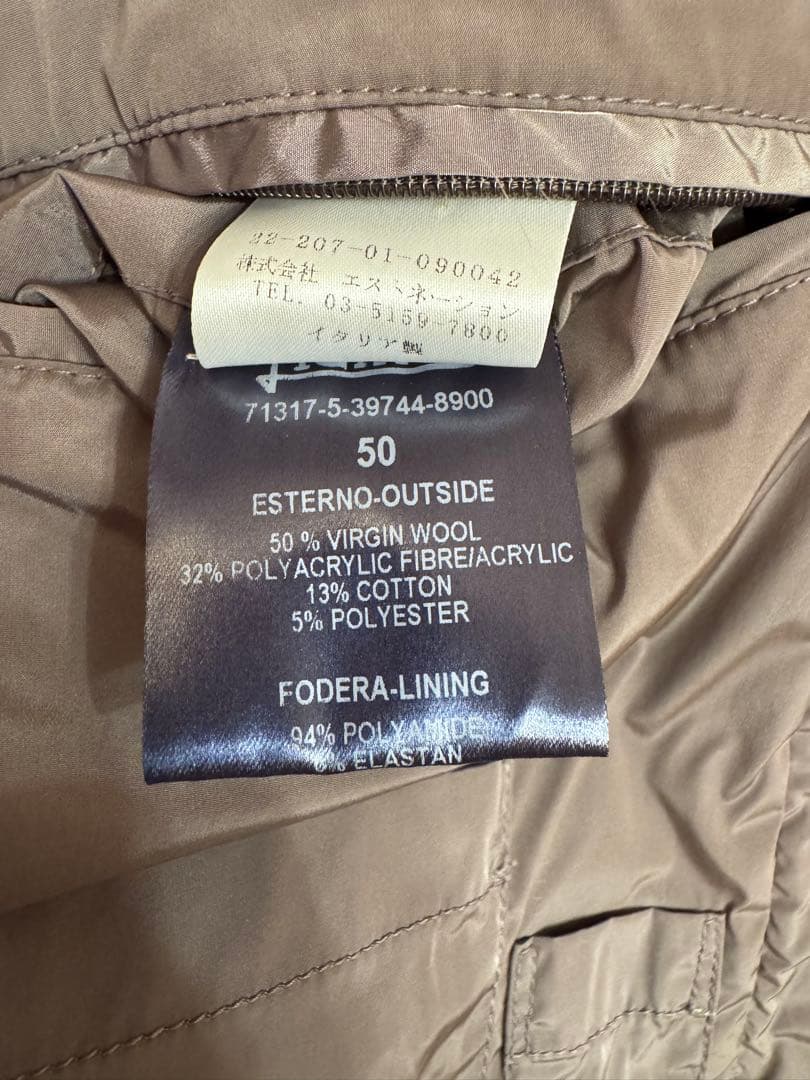 22-207-01-090042
株式会社 エストネーション
TEL. 03-5159-7800
イタリア製
71317-5-39744-8900
50
ESTERNO-OUTSIDE
50 % VIRGIN WOOL
32% POLYACRYLIC FIBRE/ACRYLIC
13% COTTON
5% POLYESTER
FODERA-LINING
94% POLYAMIDE
6% ELASTAN